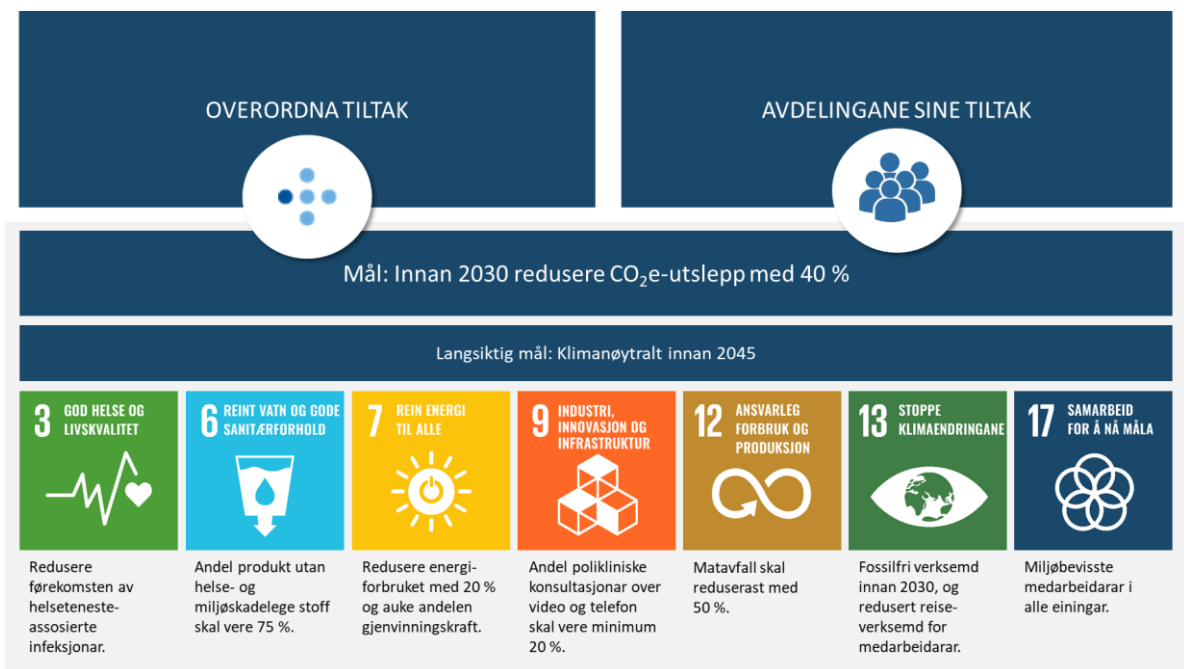 OVERORDNA TILTAK
AVDELINGANE SINE TILTAK
Mål: Innan 2030 redusere CO₂e-utslepp med 40 %
Langsiktig mål: Klimanøytralt innan 2045
3 GOD HELSE OG
LIVSKVALITET
6 REINT VATN OG GODE
SANITÆRFORHOLD
7 REIN ENERGI
TIL ALLE
9 INDUSTRI,
INNOVASJON OG
INFRASTRUKTUR
12 ANSVARLEG
FORBRUK OG
PRODUKSJON
13 STOPPE
KLIMAENDRINGANE
17 SAMARBEID
FOR Å NÅ MÅLA
Redusere
førekomsten av
helseteneste-
assosierte
infeksjonar.
Andel produkt utan
helse- og
miljøskadelege stoff
skal vere 75 %.
Redusere energi-
forbruket med 20 %
og auke andelen
gjenvinningskraft.
Andel polikliniske
konsultasjonar over
video og telefon
skal vere minimum
20 %.
Matavfall skal
reduserast med
50 %.
Fossilfri verksemd
innan 2030, og
redusert reise-
verksemd for
medarbeidarar.
Miljøbevisste
medarbeidarar i
alle einingar.